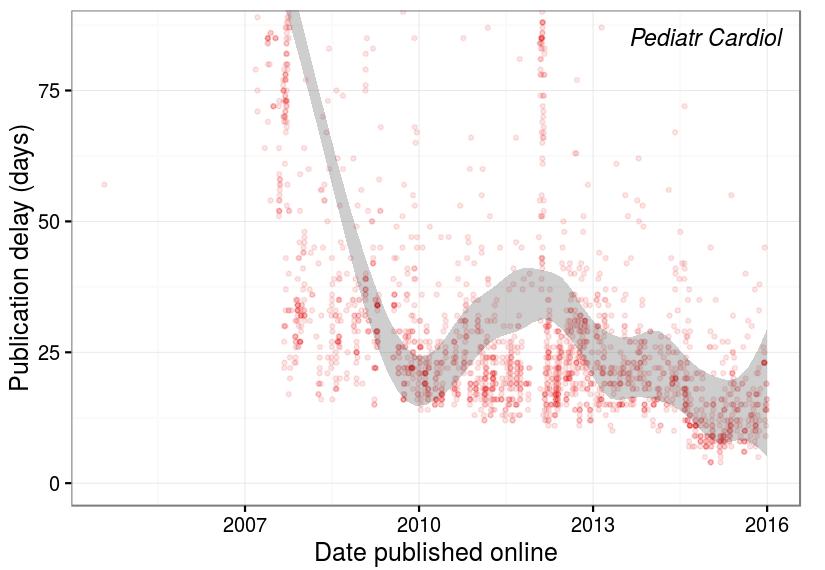 Pediatr Cardiol
Publication delay (days)
75
50
25
0
2007 2010 2013 2016
Date published online